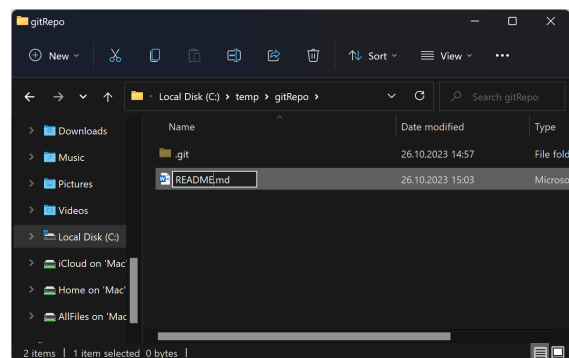 gitRepo
New
Sort
View
Local Disk (C:) > temp > gitRepo >
Search gitRepo
Name
Date modified
Type
Downloads
Music
Pictures
Videos
Local Disk (C:)
iCloud on 'Mac'
Home on 'Mac'
AllFiles on 'Mac
.git
26.10.2023 14:57
File fold
README.md
26.10.2023 15:03
Microso
2 items | 1 item selected 0 bytes |